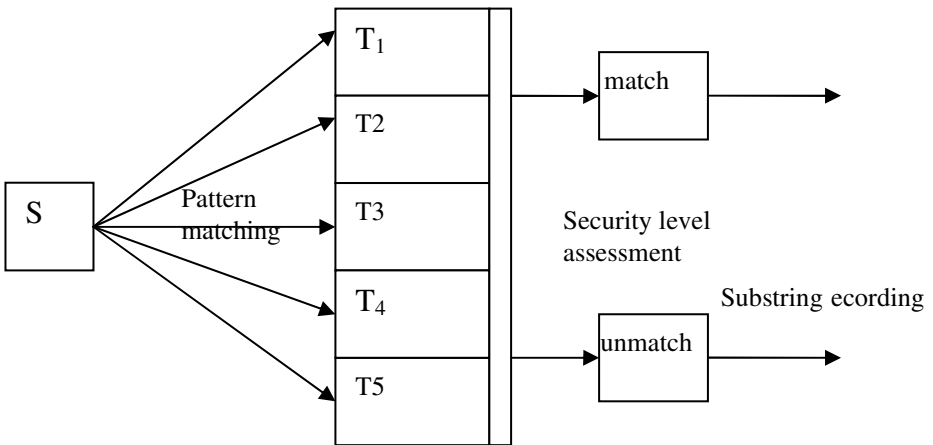 S
Pattern
matching
T₁
T2
T3
T₄
T5
match
Security level
assessment
unmatch
Substring ecording